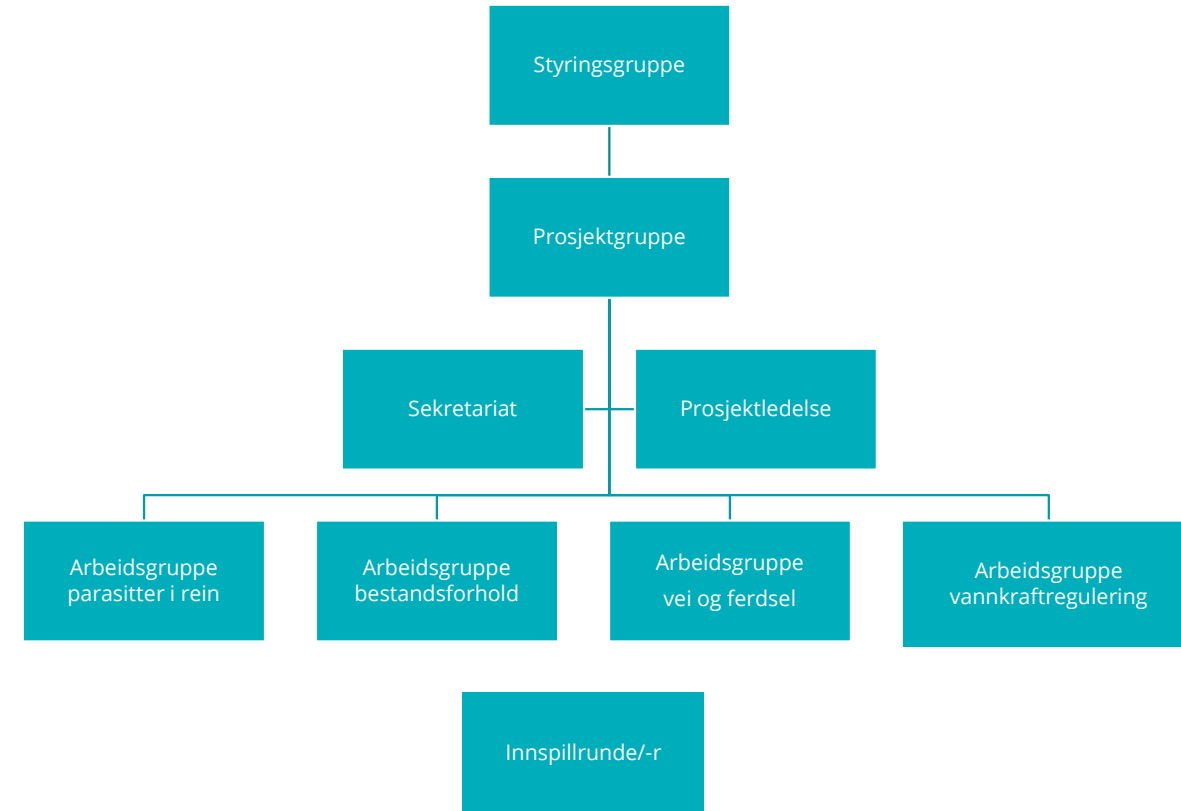 Styringsgruppe
Prosjektgruppe
Sekretariat
Prosjektledelse
Arbeidsgruppe
parasitter i rein
Arbeidsgruppe
bestandsforhold
Arbeidsgruppe
vei og ferdsel
Arbeidsgruppe
vannkraftregulering
Innspillrunde/-r